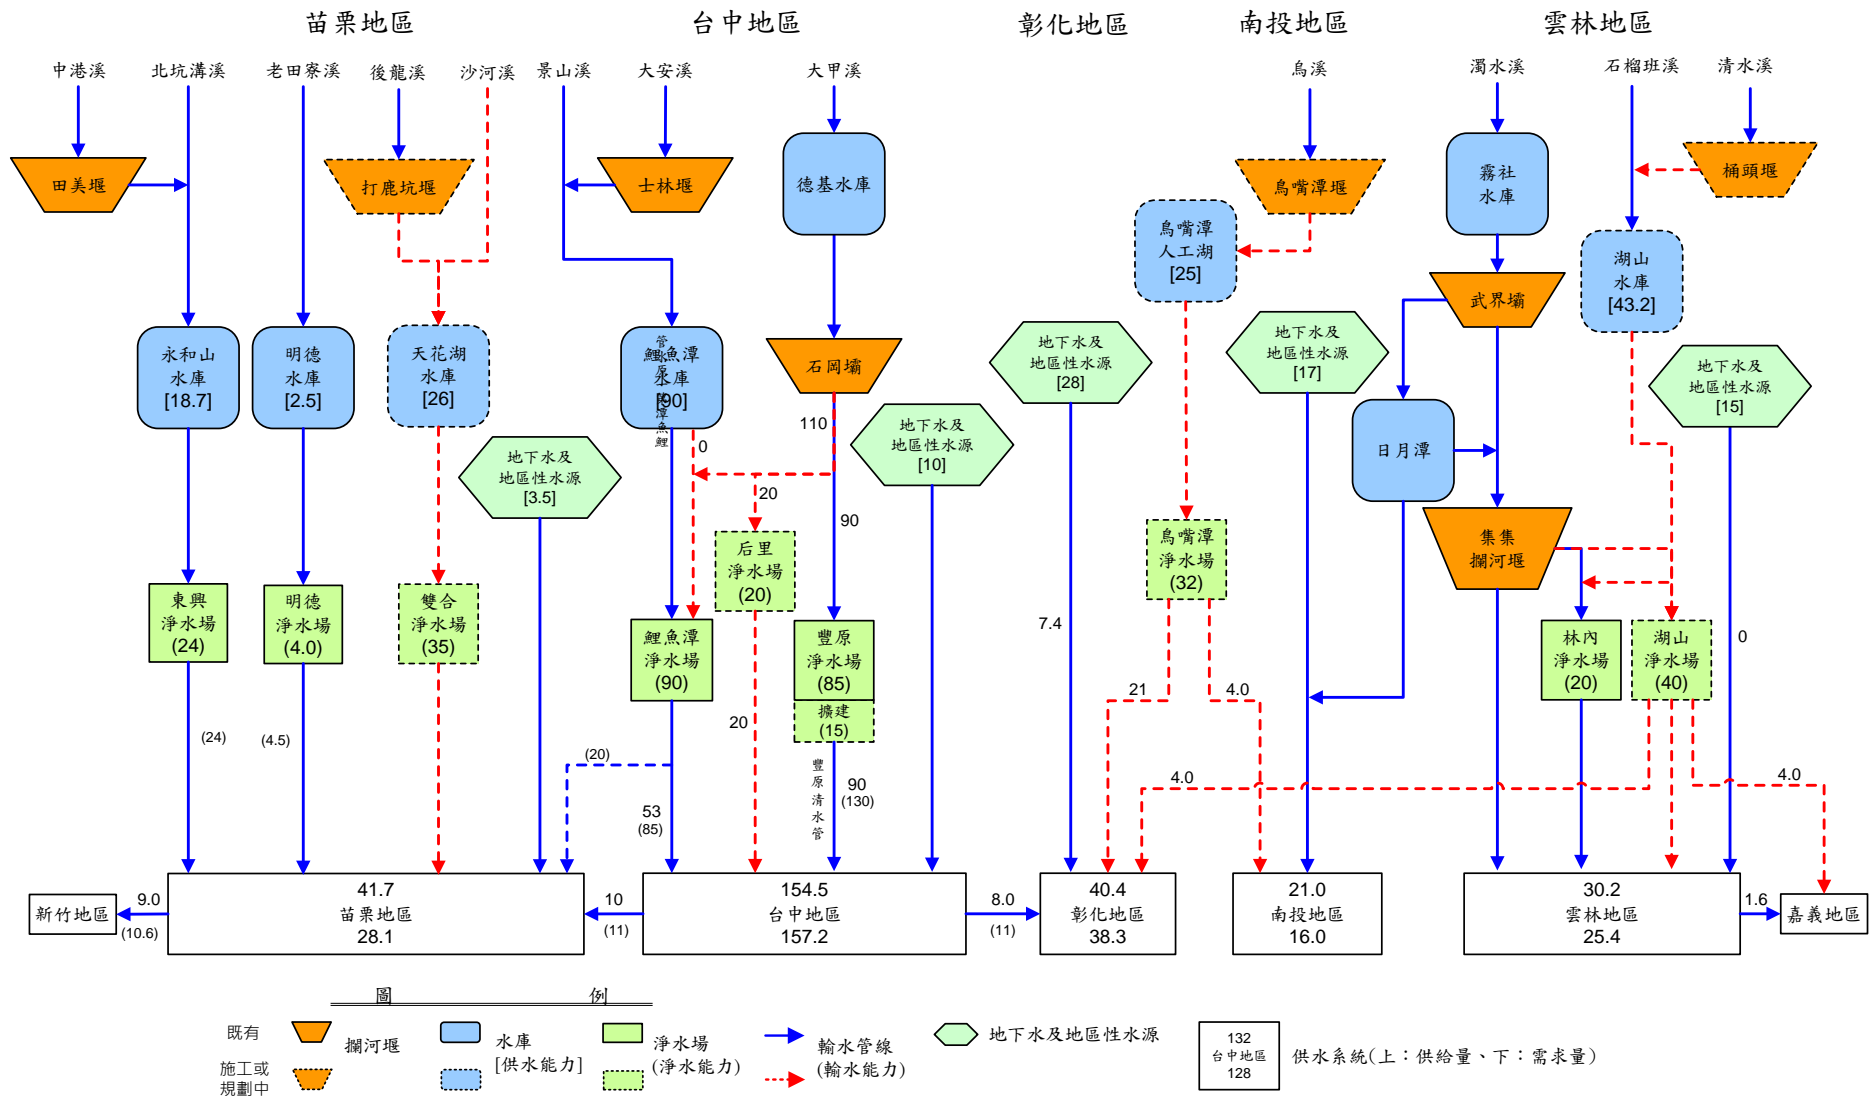 苗栗地區
台中地區
彰化地區
南投地區
雲林地區
中港溪
北坑溝溪
老田寮溪
後龍溪
沙河溪
景山溪
大安溪
大甲溪
烏溪
濁水溪
石榴班溪
清水溪
田美堰
打鹿坑堰
士林堰
德基水庫
鳥嘴潭堰
霧社
水庫
桶頭堰
鳥嘴潭
人工湖
[25]
湖山
水庫
[43.2]
武界壩
永和山
水庫
[18.7]
明德
水庫
[2.5]
天花湖
水庫
[26]
鯉魚潭
水庫
[90]
石岡壩
地下水及
地區性水源
[28]
地下水及
地區性水源
[17]
地下水及
地區性水源
[15]
地下水及
地區性水源
[3.5]
0
110
地下水及
地區性水源
[10]
日月潭
20
90
后里
淨水場
(20)
鳥嘴潭
淨水場
(32)
集集
攔河堰
東興
淨水場
(24)
明德
淨水場
(4.0)
雙合
淨水場
(35)
鯉魚潭
淨水場
(90)
豐原
淨水場
(85)
擴建
(15)
7.4
林內
淨水場
(20)
湖山
淨水場
(40)
0
21
4.0
(24)
(4.5)
(20)
20
豐原清水管
90
(130)
53
(85)
4.0
4.0
新竹地區
9.0
(10.6)
41.7
苗栗地區
28.1
10
(11)
154.5
台中地區
157.2
8.0
(11)
40.4
彰化地區
38.3
21.0
南投地區
16.0
30.2
雲林地區
25.4
1.6
嘉義地區
圖 例
既有
攔河堰
施工或
規劃中
水庫
[供水能力]
淨水場
(淨水能力)
輸水管線
(輸水能力)
地下水及地區性水源
132
台中地區
128
供水系統(上：供給量、下：需求量)